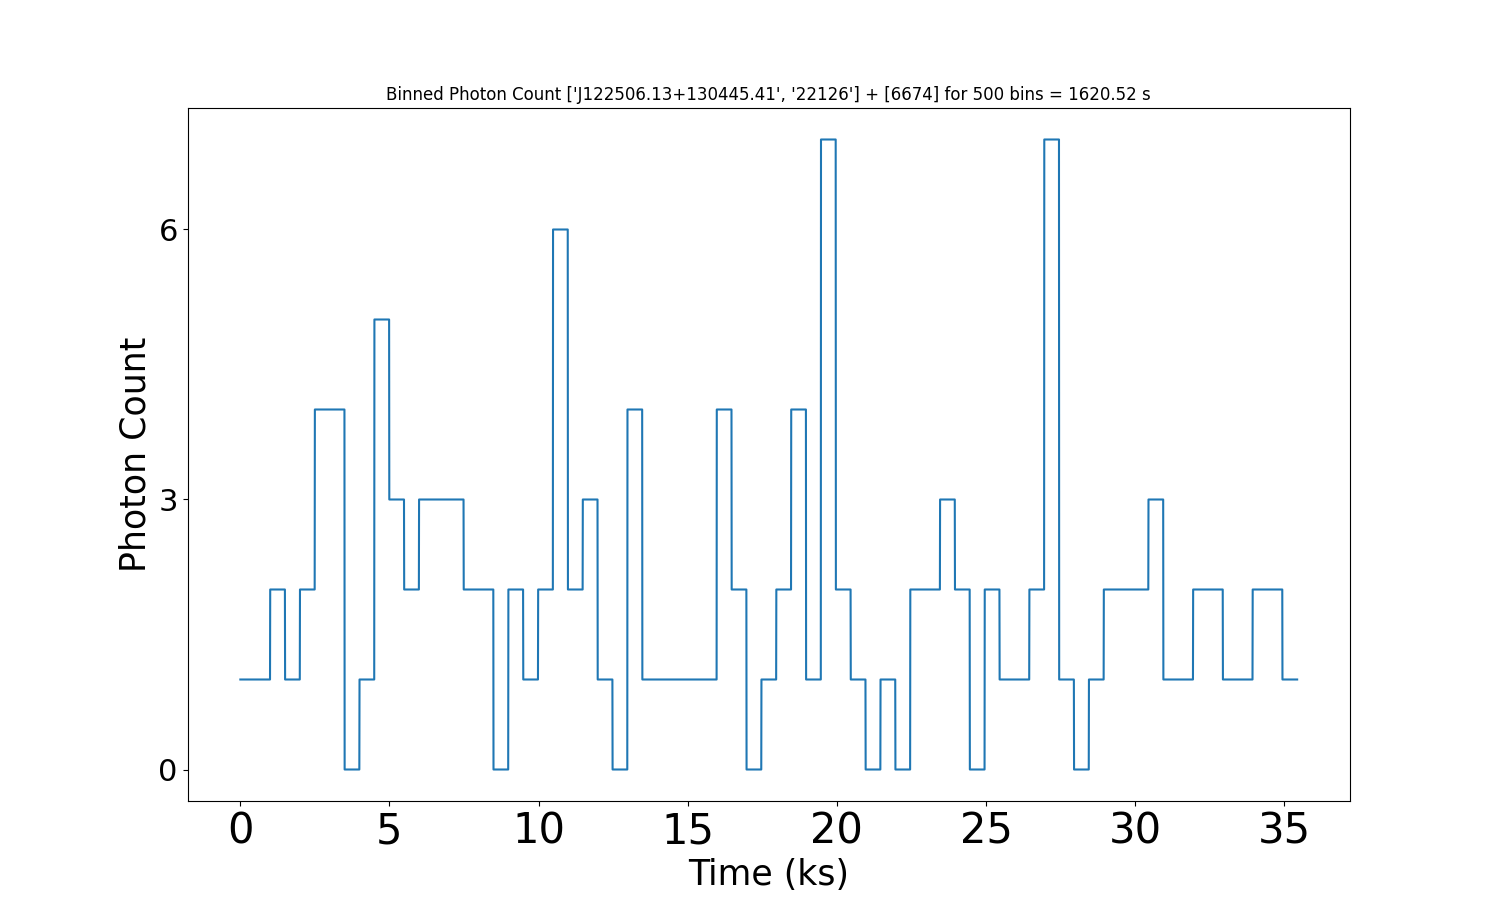 Binned Photon Count ['J122506.13+130445.41', '22126'] + [6674] for 500 bins = 1620.52 s
Photon Count
6
3
0
0 5 10 15 20 25 30 35
Time (ks)